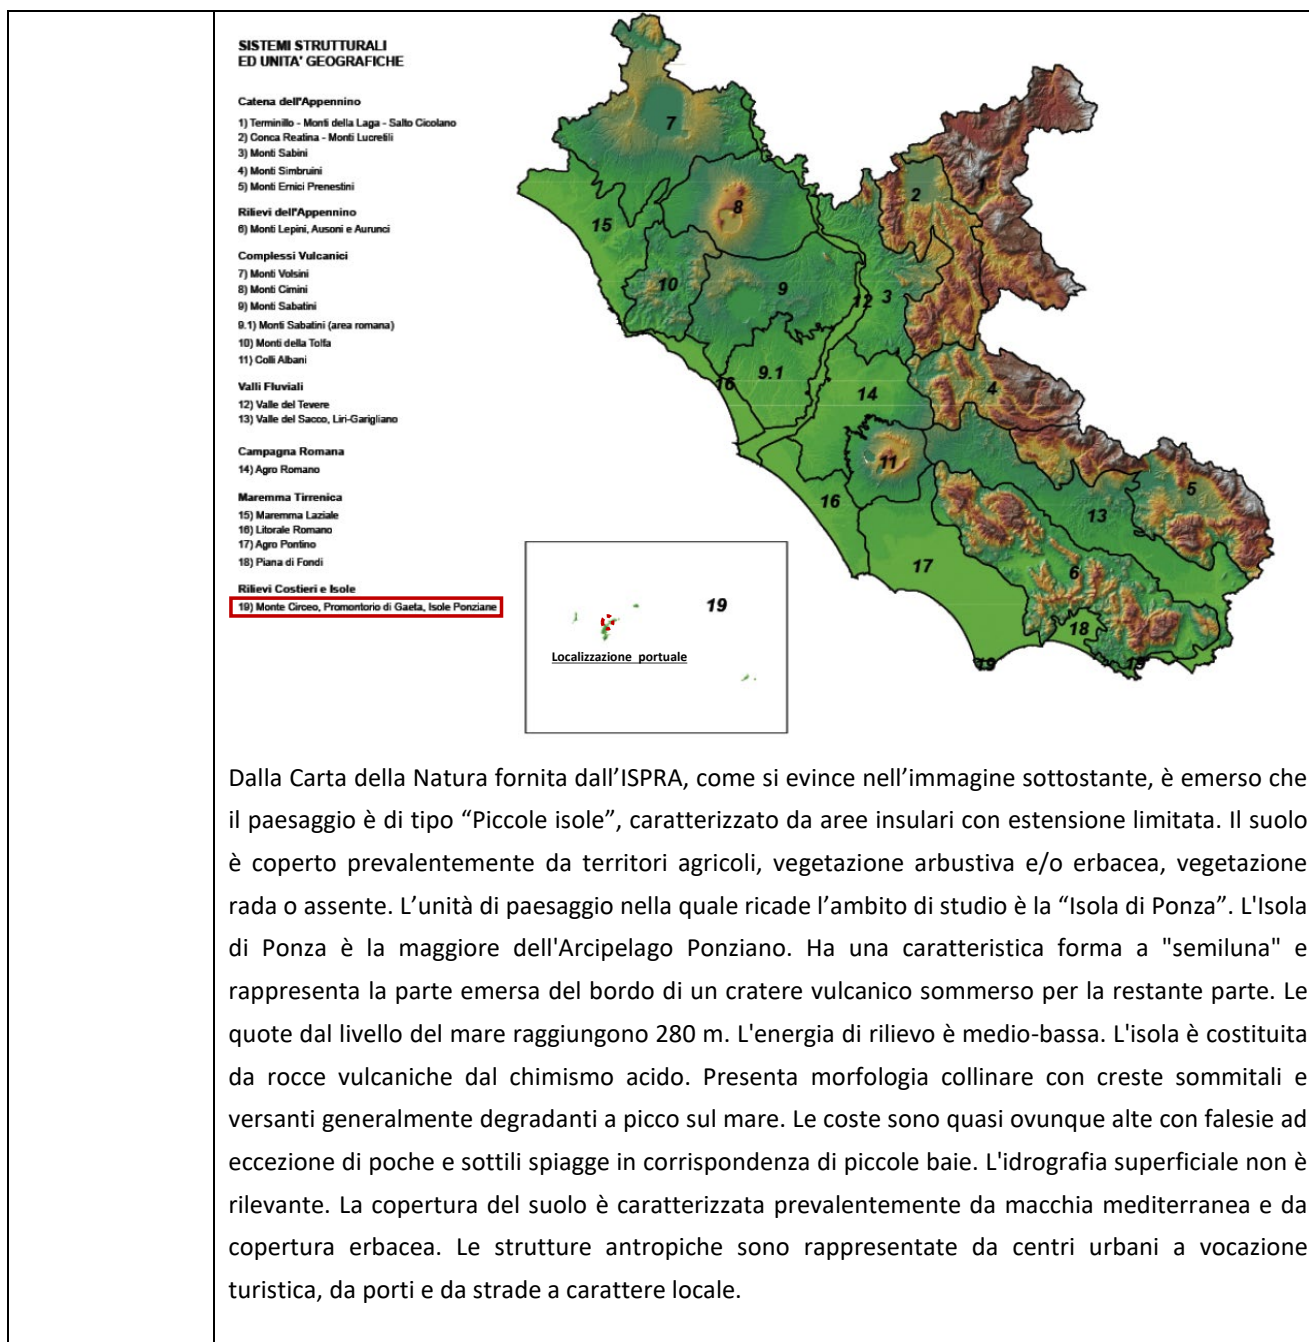 SISTEMI STRUTTURALI
ED UNITA' GEOGRAFICHE
Catena dell'Appennino
1) Terminillo - Monti della Laga - Salto Cicolano
2) Conca Reatina - Monti Lucretili
3) Monti Sabini
4) Monti Simbruini
5) Monti Ernici Prenestini
Rilievi dell'Appennino
6) Monti Lepini, Ausoni e Aurunci
Complessi Vulcanici
7) Monti Volsini
8) Monti Cimini
9) Monti Sabatini
9.1) Monti Sabatini (area romana)
10) Monti della Tolfa
11) Colli Albani
Valli Fluviali
12) Valle del Tevere
13) Valle del Sacco, Liri-Garigliano
Campagna Romana
14) Agro Romano
Maremma Tirrenica
15) Maremma Laziale
16) Litorale Romano
17) Agro Pontino
18) Piana di Fondi
Rilievi Costieri e Isole
19) Monte Circeo, Promontorio di Gaeta, Isole Ponziane
7
1
2
8
15
10
9
12
3
16
9.1
14
4
11
5
16
13
17
6
18
19
19
19
Localizzazione portuale
Dalla Carta della Natura fornita dall’ISPRA, come si evince nell’immagine sottostante, è emerso che
il paesaggio è di tipo “Piccole isole”, caratterizzato da aree insulari con estensione limitata. Il suolo
è coperto prevalentemente da territori agricoli, vegetazione arbustiva e/o erbacea, vegetazione
rada o assente. L’unità di paesaggio nella quale ricade l’ambito di studio è la “Isola di Ponza”. L'Isola
di Ponza è la maggiore dell'Arcipelago Ponziano. Ha una caratteristica forma a "semiluna" e
rappresenta la parte emersa del bordo di un cratere vulcanico sommerso per la restante parte. Le
quote dal livello del mare raggiungono 280 m. L'energia di rilievo è medio-bassa. L'isola è costituita
da rocce vulcaniche dal chimismo acido. Presenta morfologia collinare con creste sommitali e
versanti generalmente degradanti a picco sul mare. Le coste sono quasi ovunque alte con falesie ad
eccezione di poche e sottili spiagge in corrispondenza di piccole baie. L'idrografia superficiale non è
rilevante. La copertura del suolo è caratterizzata prevalentemente da macchia mediterranea e da
copertura erbacea. Le strutture antropiche sono rappresentate da centri urbani a vocazione
turistica, da porti e da strade a carattere locale.